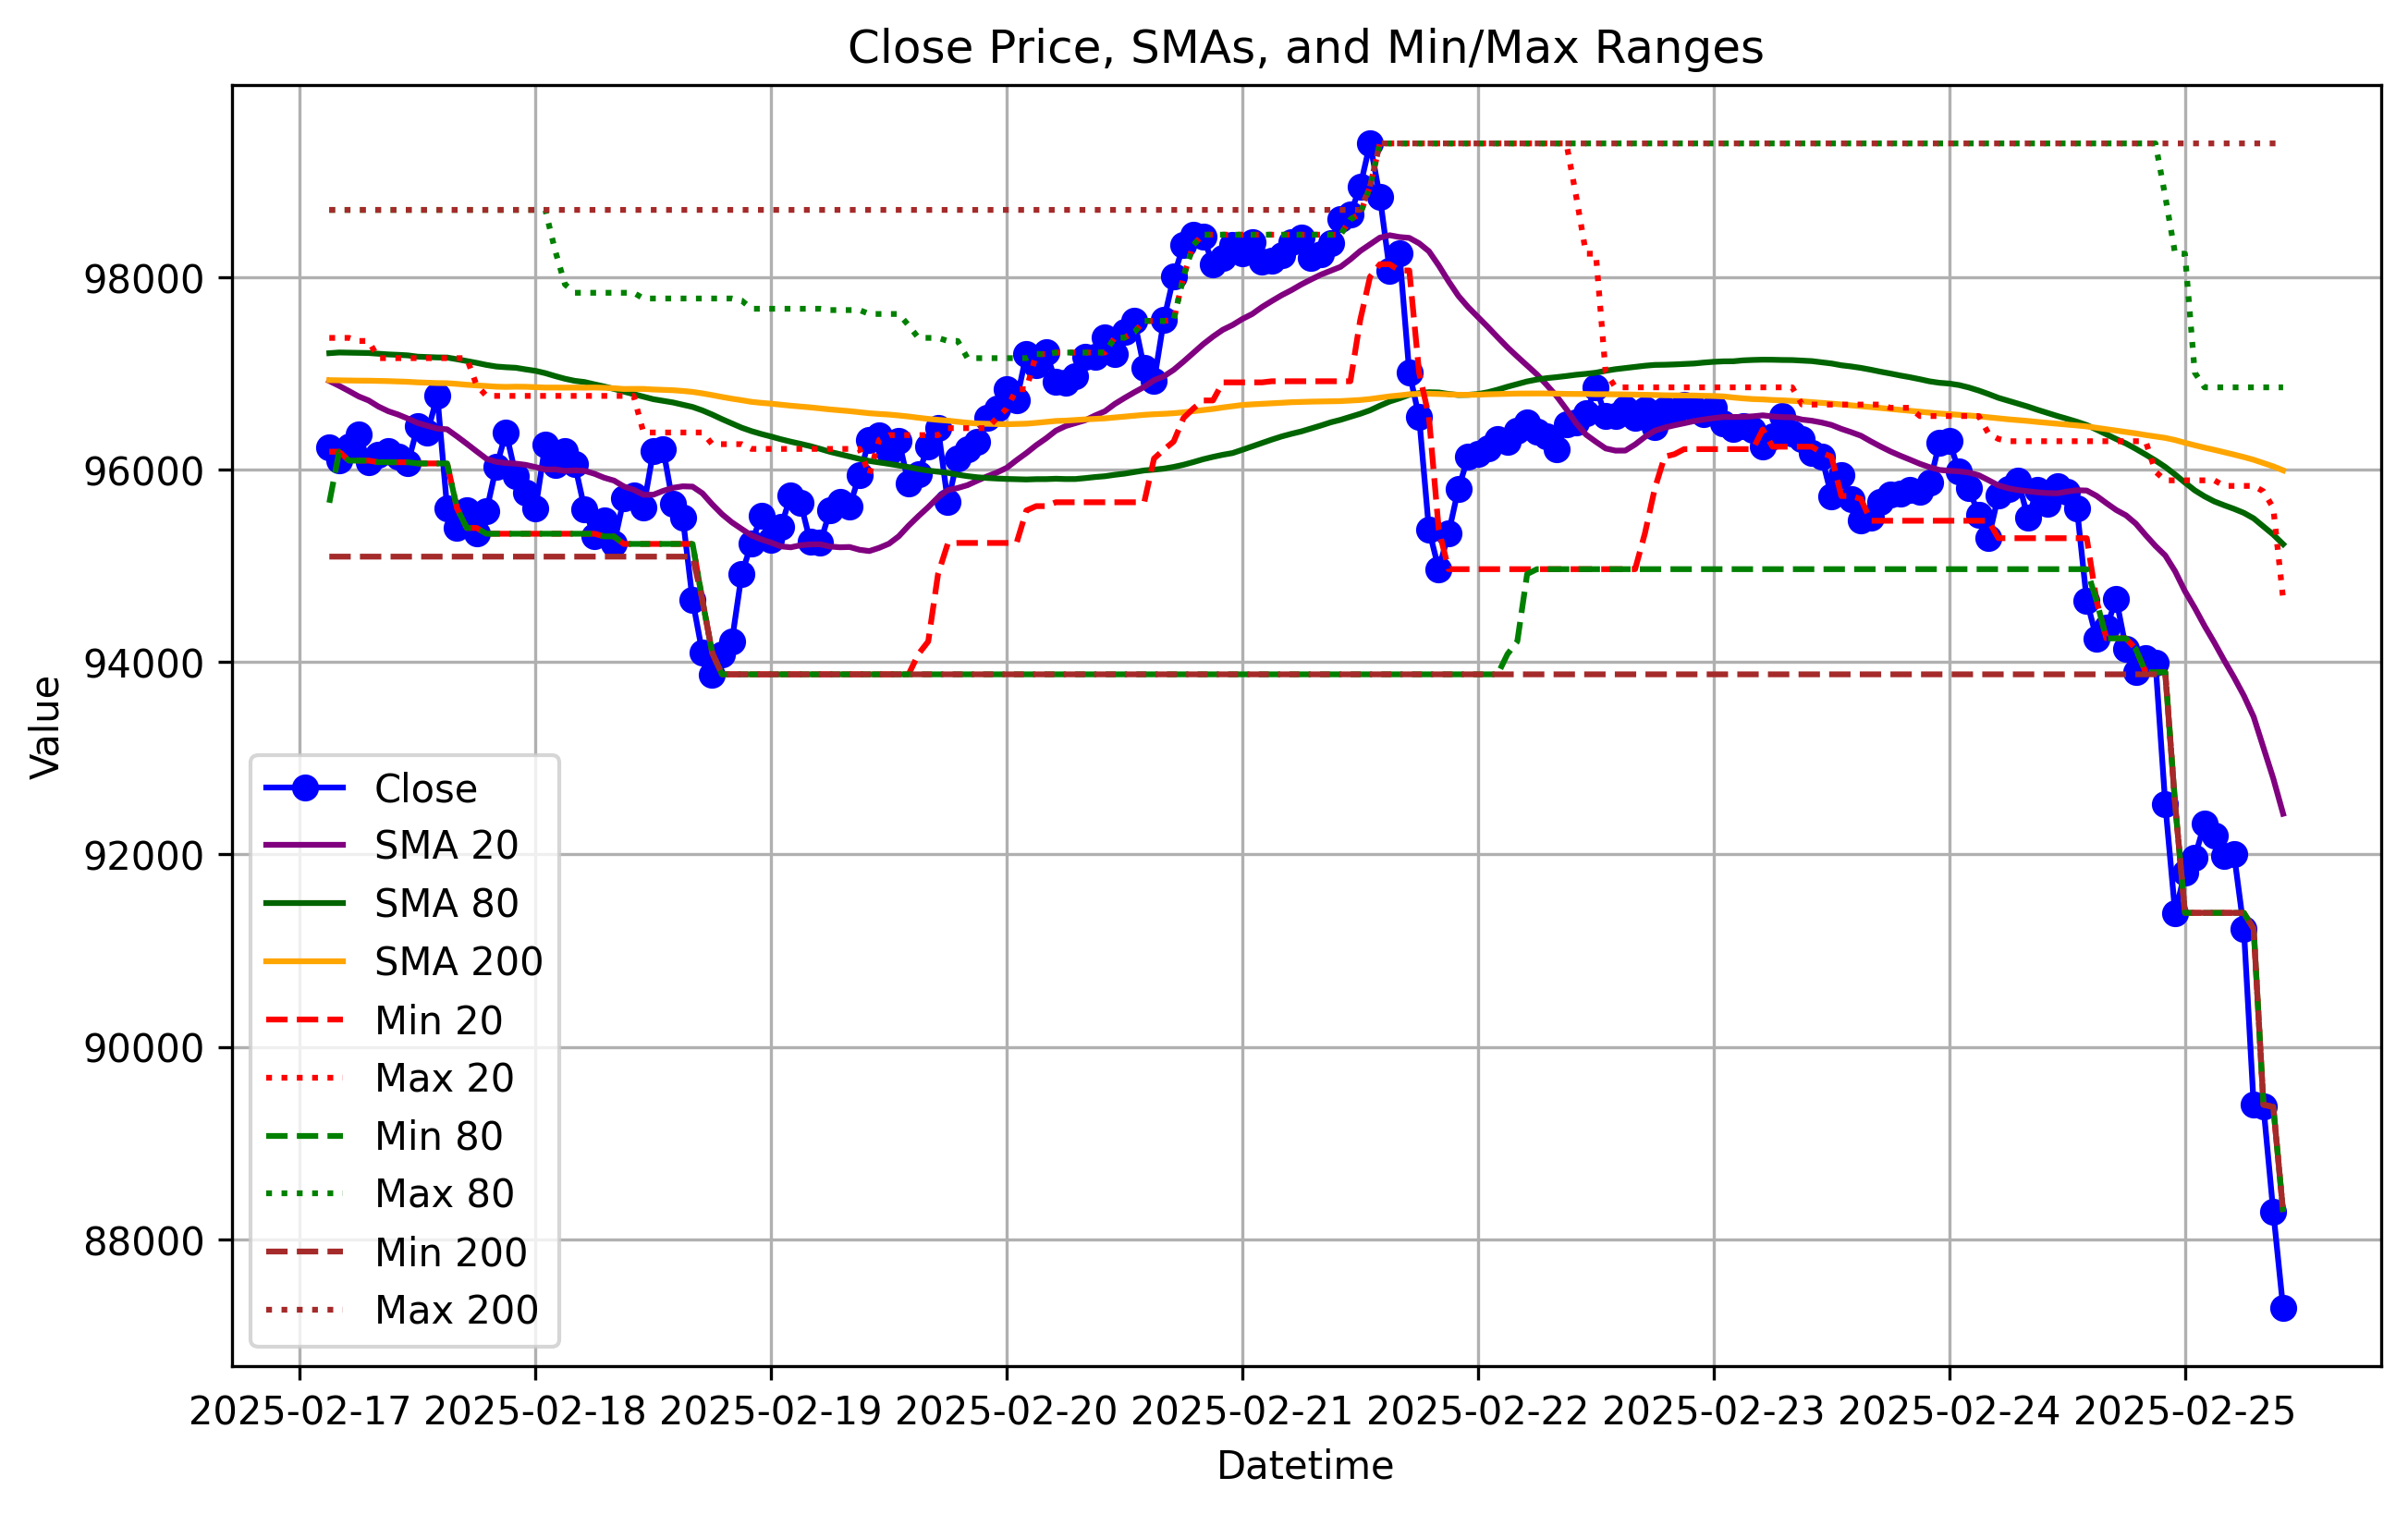 Close Price, SMAs, and Min/Max Ranges
98000
96000
94000
92000
90000
88000
Value
Close
SMA 20
SMA 80
SMA 200
Min 20
Max 20
Min 80
Max 80
Min 200
Max 200
2025-02-17 2025-02-18 2025-02-19 2025-02-20 2025-02-21 2025-02-22 2025-02-23 2025-02-24 2025-02-25
Datetime